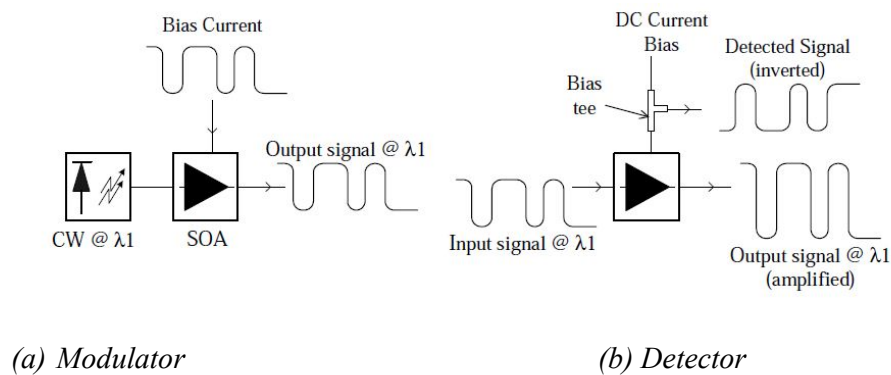 Bias Current
Output signal @ λ1
CW @ λ1
SOA
DC Current
Bias
Bias
tee
Detected Signal
(inverted)
Input signal @ λ1
Output signal @ λ1
(amplified)
(a) Modulator
(b) Detector